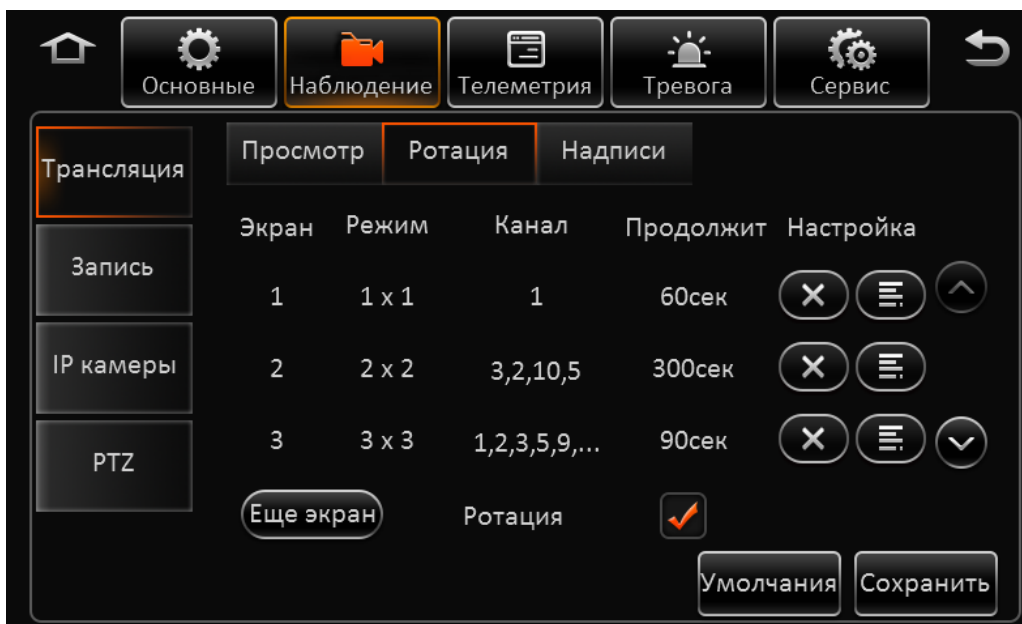 Основные Наблюдение Телеметрия Тревога Сервис
Трансляция
Запись
IP камеры
PTZ
Просмотр Ротация Надписи
Экран Режим Канал Продолжит Настройка
1 1 x 1 1 60сек
2 2 x 2 3,2,10,5 300сек
3 3 x 3 1,2,3,5,9,... 90сек
Еще экран Ротация
Умолчания Сохранить